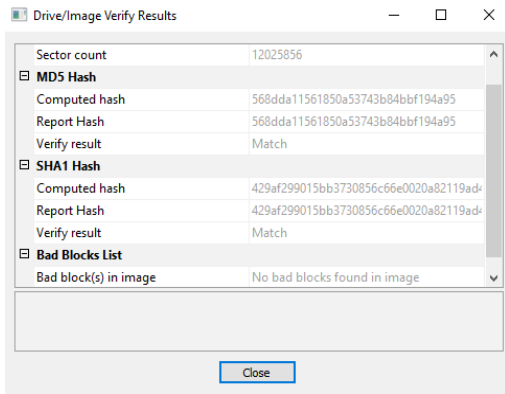 Drive/Image Verify Results
Sector count 12025856
MD5 Hash
Computed hash 568dda11561850a53743b84bbf194a95
Report Hash 568dda11561850a53743b84bbf194a95
Verify result Match
SHA1 Hash
Computed hash 429af299015bb3730856c66e0020a82119ad4
Report Hash 429af299015bb3730856c66e0020a82119ad4
Verify result Match
Bad Blocks List
Bad block(s) in image No bad blocks found in image
Close